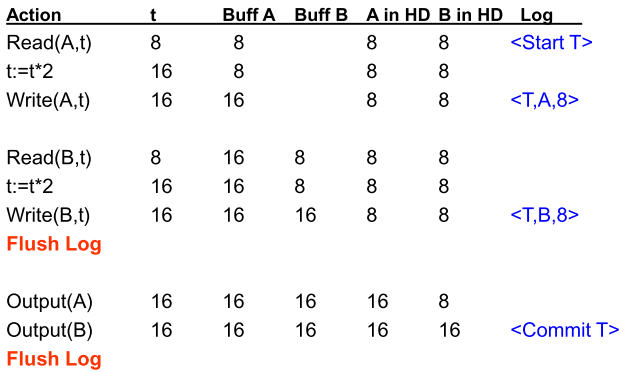 Action t Buff A Buff B A in HD B in HD Log
Read(A,t) 8 8 8 8 <Start T>
t:=t*2 16 8 8 8
Write(A,t) 16 16 8 8 <T,A,8>
Read(B,t) 8 16 8 8 8
t:=t*2 16 16 8 8 8
Write(B,t) 16 16 16 8 8 <T,B,8>
Flush Log
Output(A) 16 16 16 16 8
Output(B) 16 16 16 16 16 <Commit T>
Flush Log